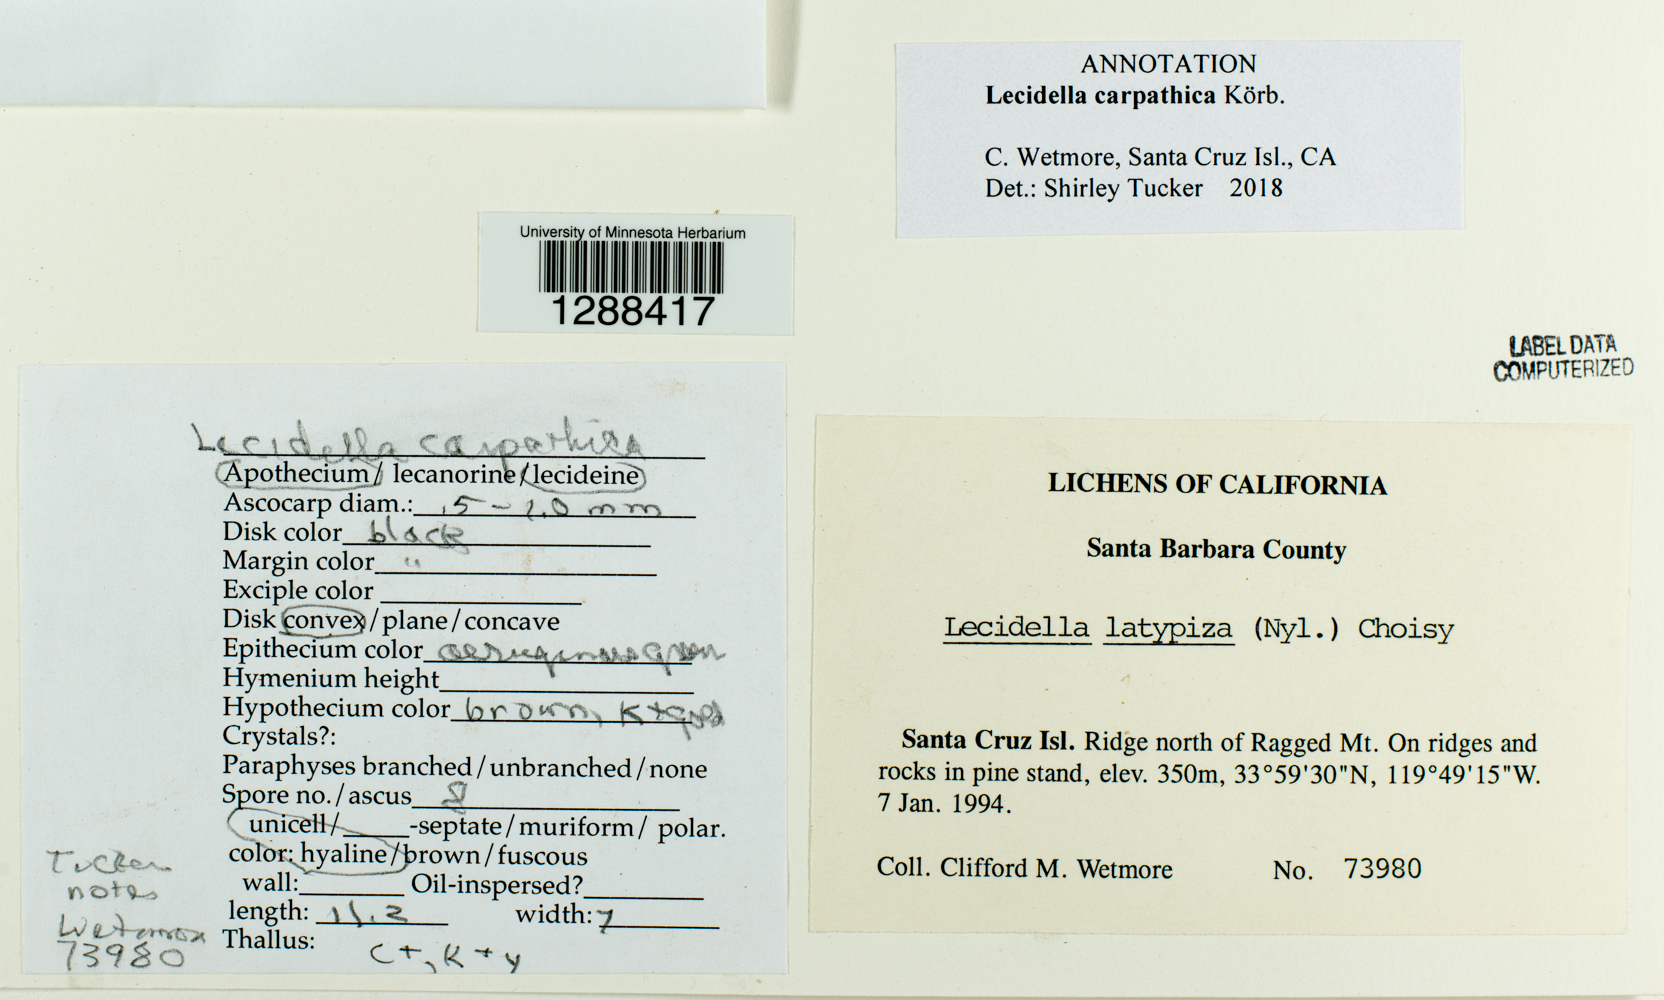 ANNOTATION
Lecidella carpathica Körb.
C. Wetmore, Santa Cruz Isl., CA
Det.: Shirley Tucker 2018
University of Minnesota Herbarium
1288417
LABEL DATA
COMPUTERIZED
Lecidella carpathica
Apothecium/ lecanorine/lecideine
Ascocarp diam.: .5 - 1.0 mm
Disk color black
Margin color "
Exciple color
Disk convex/plane/concave
Epithecium color aeruginose green
Hymenium height
Hypothecium color brown, K+
Crystals?:
Paraphyses branched/unbranched/none
Spore no./ascus 8
unicell/ -septate/muriform/ polar.
color: hyaline/brown/fuscous
wall: Oil-inspersed?
length: 11.2 width: 7
Thallus: C+, K+y
Tucker
notes
Wetmore
73980
LICHENS OF CALIFORNIA
Santa Barbara County
Lecidella latypiza (Nyl.) Choisy
Santa Cruz Isl. Ridge north of Ragged Mt. On ridges and
rocks in pine stand, elev. 350m, 33°59'30"N, 119°49'15"W.
7 Jan. 1994.
Coll. Clifford M. Wetmore No. 73980